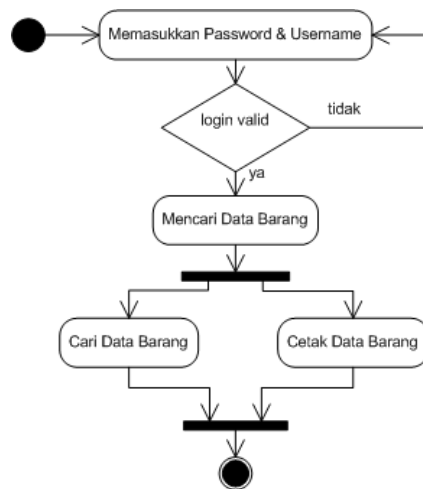 Memasukkan Password & Username
login valid
tidak
ya
Mencari Data Barang
Cari Data Barang
Cetak Data Barang